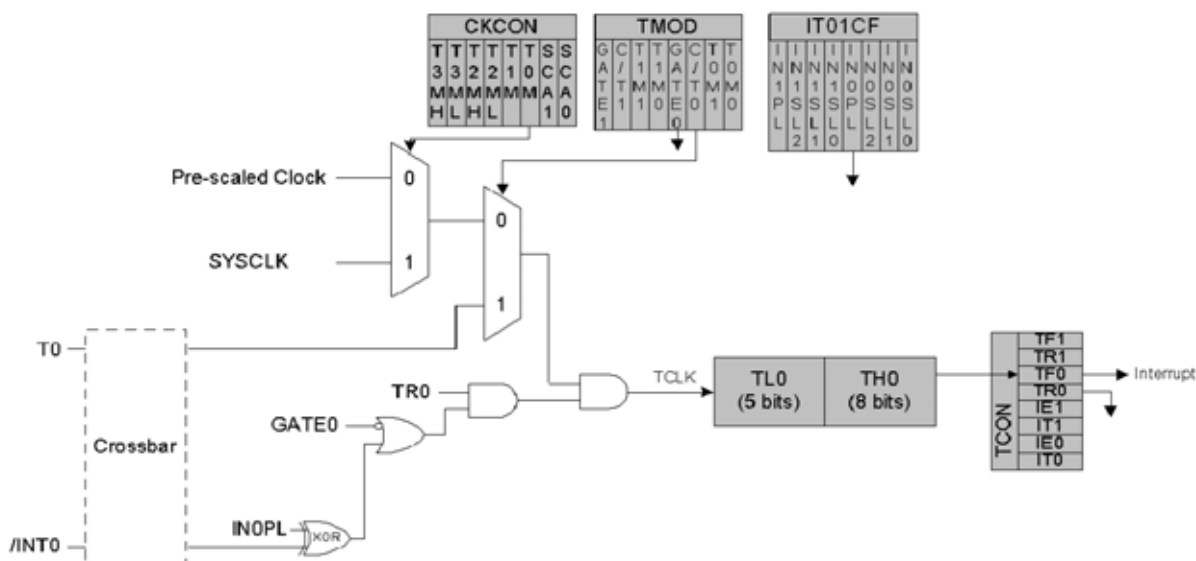 CKCON
T3MH T3ML T2MH T2ML T1M T0M SCA1 SCA0
TMOD
GATE1 C/T1 T1M1 T1M0 GATE0 C/T0 T0M1 T0M0
IT01CF
IN1PL IN1SL2 IN1SL1 IN1SL0 IN0PL IN0SL2 IN0SL1 IN0SL0
Pre-scaled Clock
0
SYSCLK
1
0
1
T0
Crossbar
/INT0
TR0
GATE0
IN0PL
XOR
TCLK
TL0
(5 bits)
TH0
(8 bits)
TCON
TF1
TR1
TF0
TR0
IE1
IT1
IE0
IT0
Interrupt